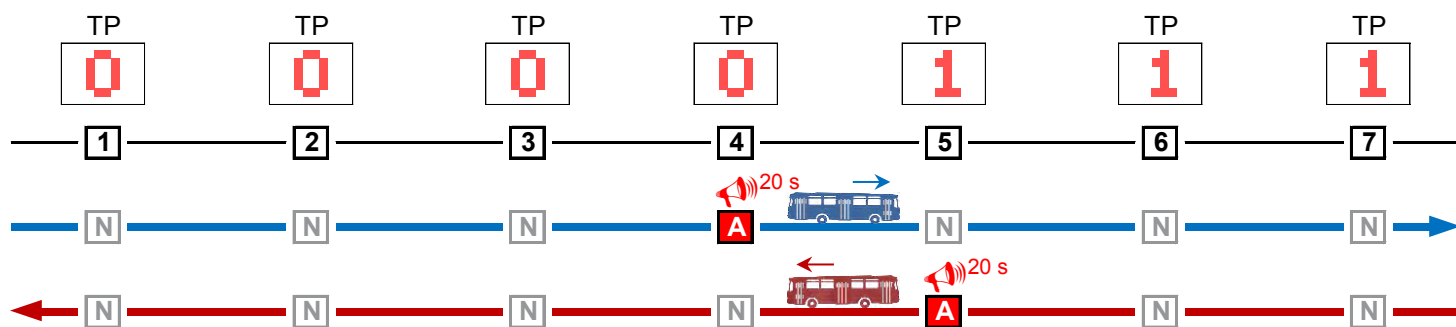 TP TP TP TP TP TP TP
0 0 0 0 1 1 1
1 2 3 4 5 6 7
20 s
N N N A N N N
20 s
N N N N A N N